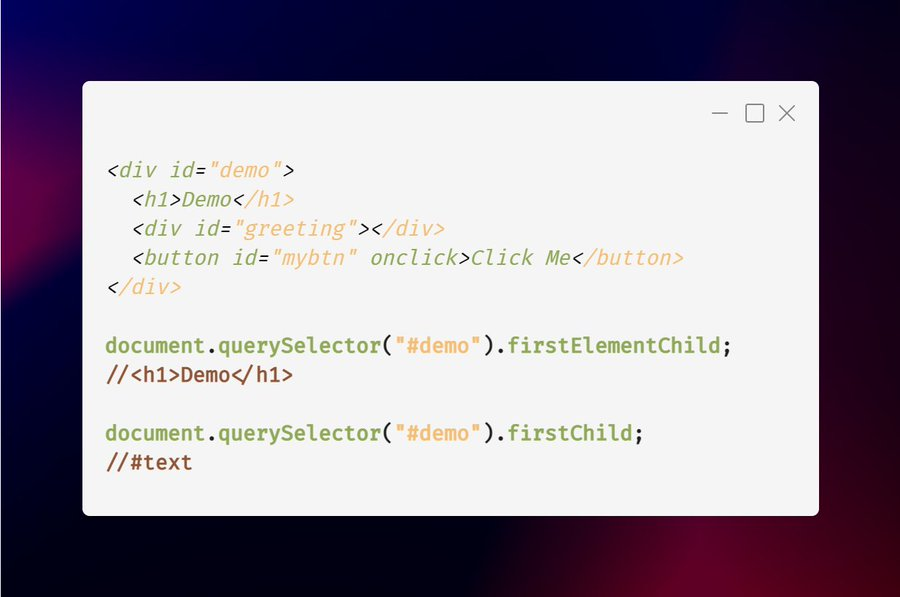 <div id="demo">
<h1>Demo</h1>
<div id="greeting"></div>
<button id="mybtn" onclick>Click Me</button>
</div>
document.querySelector("#demo").firstElementChild;
//<h1>Demo</h1>
document.querySelector("#demo").firstChild;
//#text